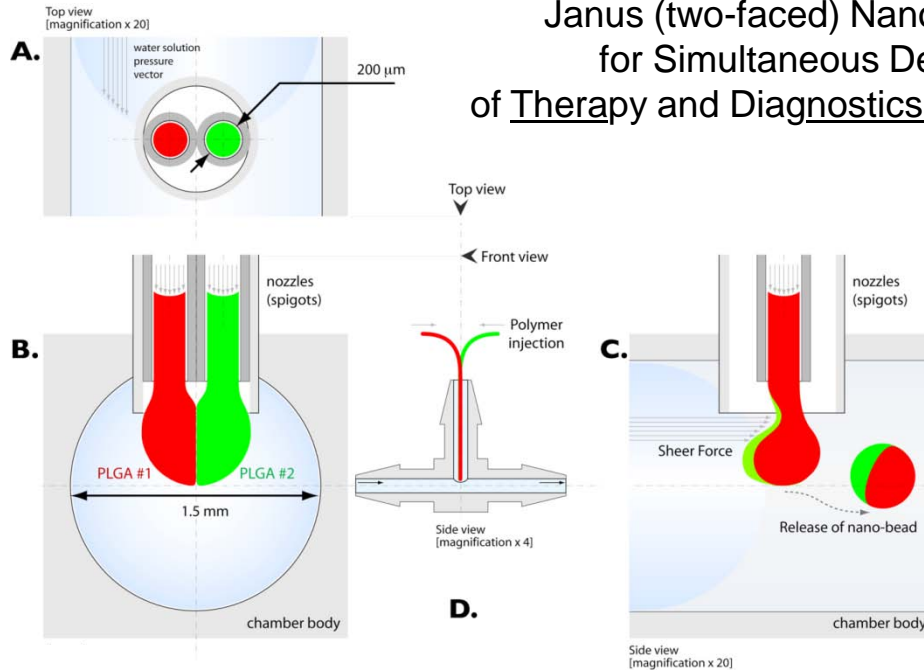 Janus (two-faced) Nano
for Simultaneous De
of Therapy and Diagnostics
Top view
[magnification x 20]
A.
water solution
pressure
vector
200 µm
Top view
Front view
nozzles
(spigots)
B.
Polymer
injection
PLGA #1
PLGA #2
1.5 mm
chamber body
Side view
[magnification x 4]
D.
nozzles
(spigots)
C.
Sheer Force
Release of nano-bead
chamber body
Side view
[magnification x 20]